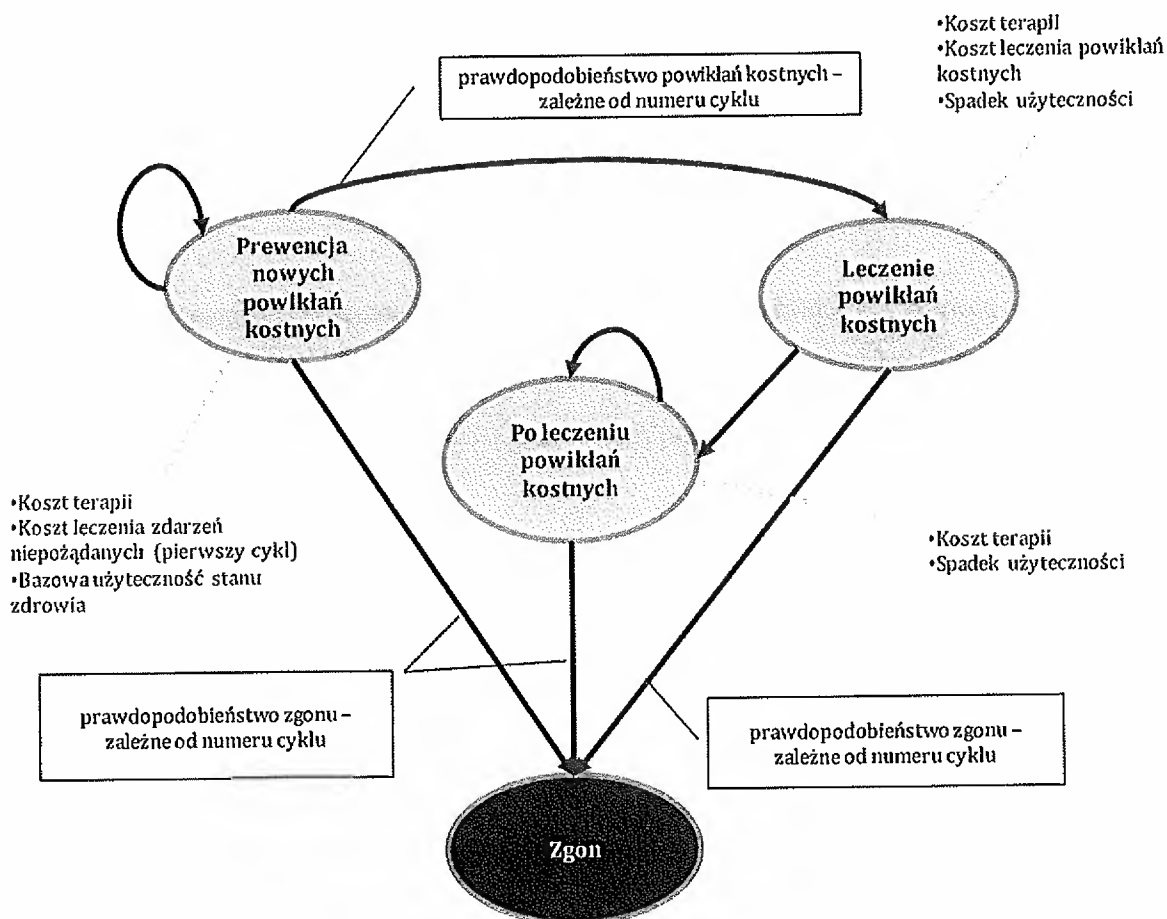 •Koszt terapii
•Koszt leczenia powikłań
kostnych
•Spadek użyteczności
prawdopodobieństwo powikłań kostnych –
zależne od numeru cyklu
Prewencja
nowych
powikłań
kostnych
Leczenie
powikłań
kostnych
Po leczeniu
powikłań
kostnych
•Koszt terapii
•Koszt leczenia zdarzeń
niepożądanych (pierwszy cykl)
•Bazowa użyteczność stanu
zdrowia
•Koszt terapii
•Spadek użyteczności
prawdopodobieństwo zgonu –
zależne od numeru cyklu
prawdopodobieństwo zgonu –
zależne od numeru cyklu
Zgon